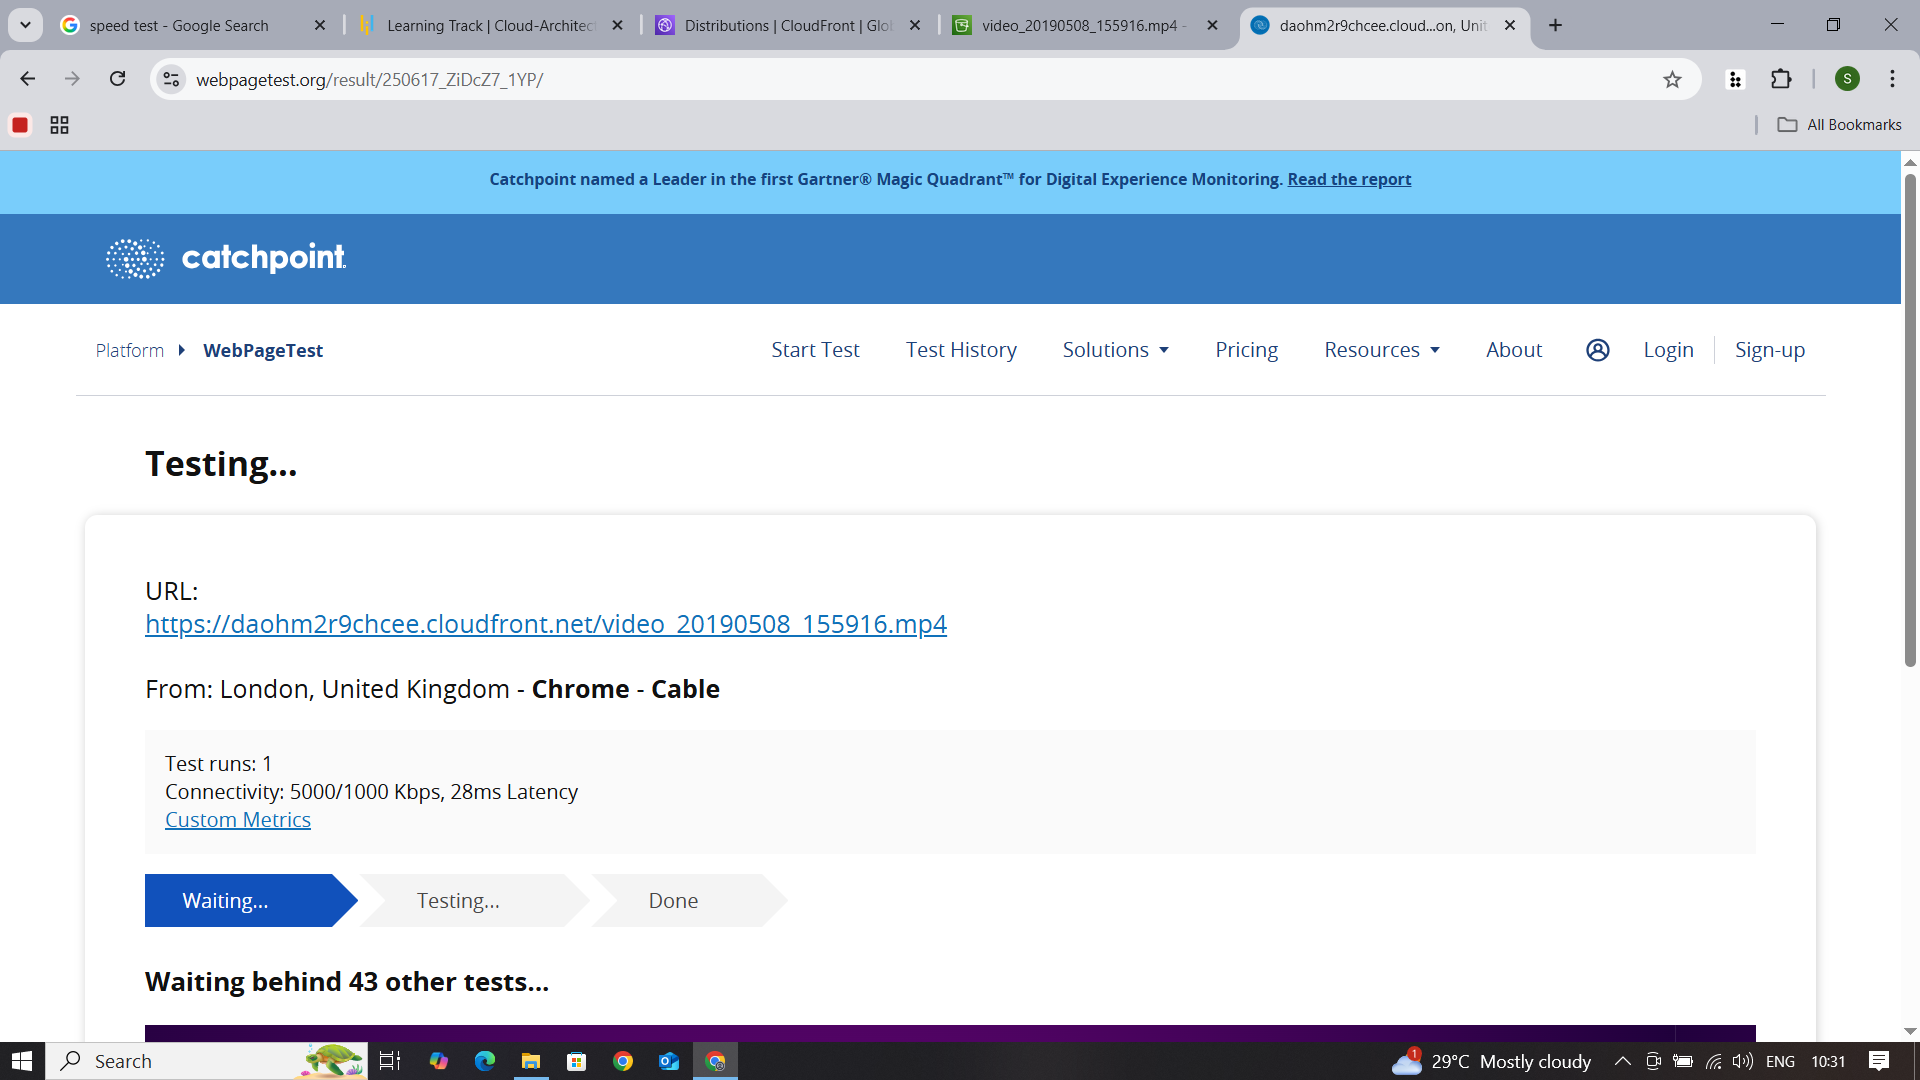 speed test - Google Search
Learning Track | Cloud-Architect
Distributions | CloudFront | Glo
video_20190508_155916.mp4 -
daohm2r9chcee.cloud...on, Unit
webpagetest.org/result/250617_ZiDcZ7_1YP/
S
All Bookmarks
Catchpoint named a Leader in the first Gartner® Magic Quadrant™ for Digital Experience Monitoring. Read the report
catchpoint.
Platform WebPageTest
Start Test Test History Solutions Pricing Resources About Login Sign-up
Testing...
URL:
https://daohm2r9chcee.cloudfront.net/video_20190508_155916.mp4
From: London, United Kingdom - Chrome - Cable
Test runs: 1
Connectivity: 5000/1000 Kbps, 28ms Latency
Custom Metrics
Waiting... Testing... Done
Waiting behind 43 other tests...
Search
1
29°C Mostly cloudy
ENG
10:31